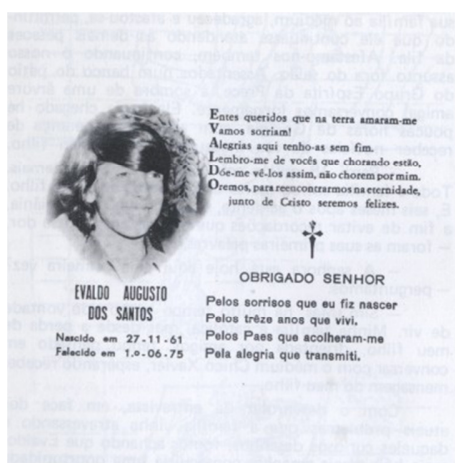 Entes queridos que na terra amaram-me
Vamos sorriam!
Alegrias aqui tenho-as sem fim.
Lembro-me de vocês que chorando estão,
Dóe-me vê-los assim, não chorem por mim.
Oremos, para reencontrarmos na eternidade,
junto de Cristo seremos felizes.
EVALDO AUGUSTO
DOS SANTOS
Nascido em 27-11-61
Falecido em 1.o-06-75
OBRIGADO SENHOR
Pelos sorrisos que eu fiz nascer
Pelos trêze anos que vivi.
Pelos Paes que acolheram-me
Pela alegria que transmiti.